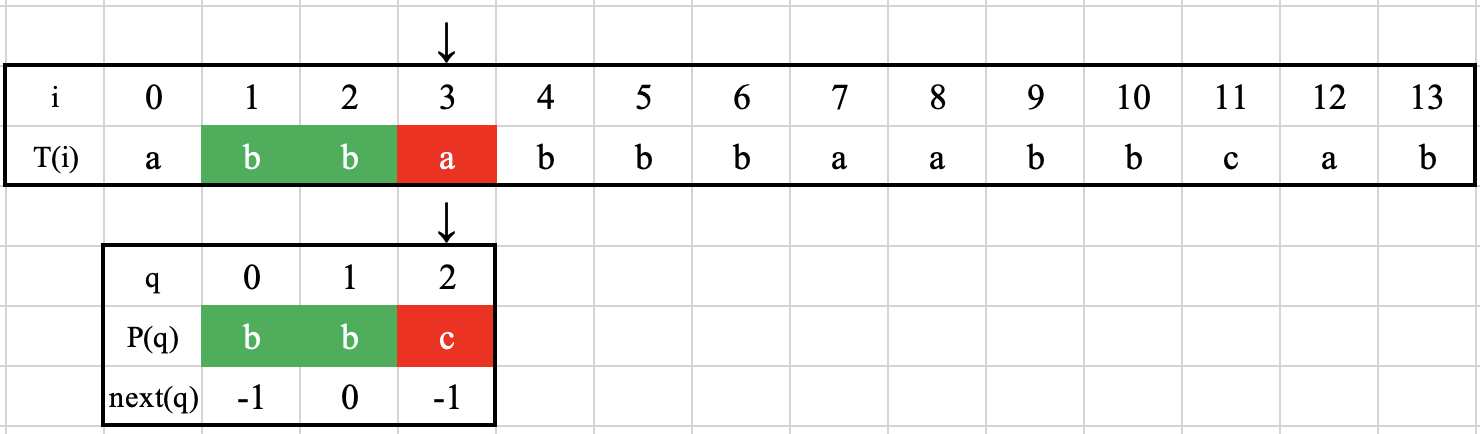 ↓
i 0 1 2 3 4 5 6 7 8 9 10 11 12 13
T(i) a b b a b b b a a b b c a b
↓
q 0 1 2
P(q) b b c
next(q) -1 0 -1